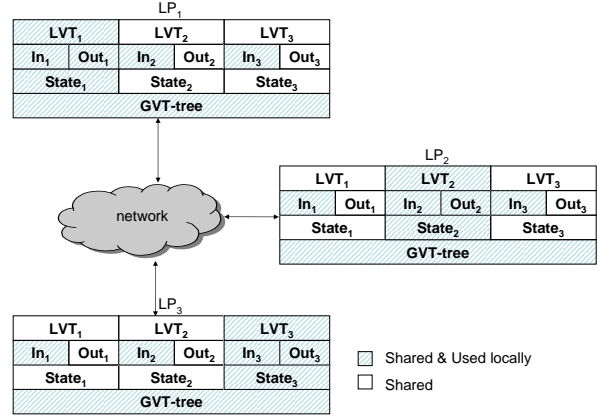 LP₁
LVT₁ LVT₂ LVT₃
In₁ Out₁ In₂ Out₂ In₃ Out₃
State₁ State₂ State₃
GVT-tree
LP₂
LVT₁ LVT₂ LVT₃
In₁ Out₁ In₂ Out₂ In₃ Out₃
State₁ State₂ State₃
GVT-tree
network
LP₃
LVT₁ LVT₂ LVT₃
In₁ Out₁ In₂ Out₂ In₃ Out₃
State₁ State₂ State₃
GVT-tree
Shared & Used locally
Shared